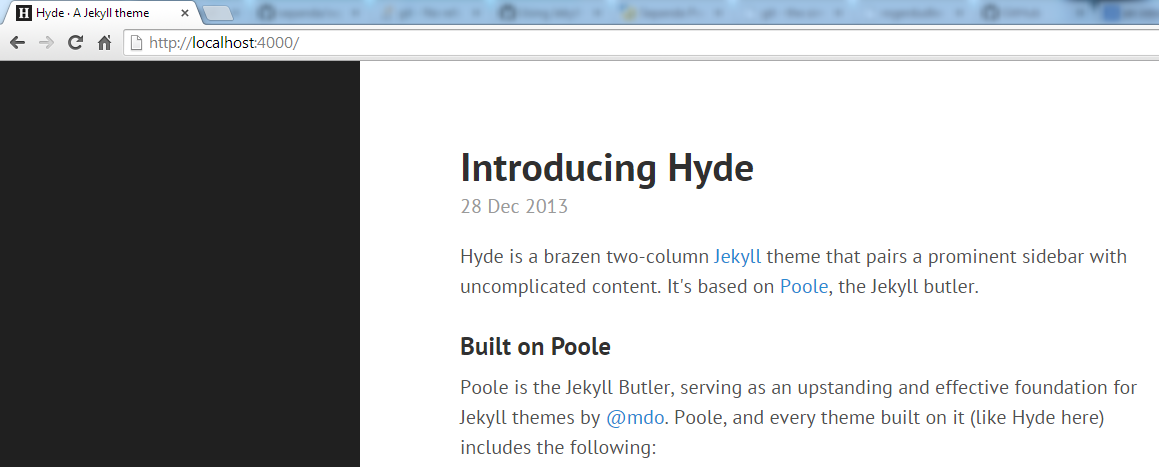 Hyde · A Jekyll theme
http://localhost:4000/
Introducing Hyde
28 Dec 2013
Hyde is a brazen two-column Jekyll theme that pairs a prominent sidebar with
uncomplicated content. It's based on Poole, the Jekyll butler.
Built on Poole
Poole is the Jekyll Butler, serving as an upstanding and effective foundation for
Jekyll themes by @mdo. Poole, and every theme built on it (like Hyde here)
includes the following: